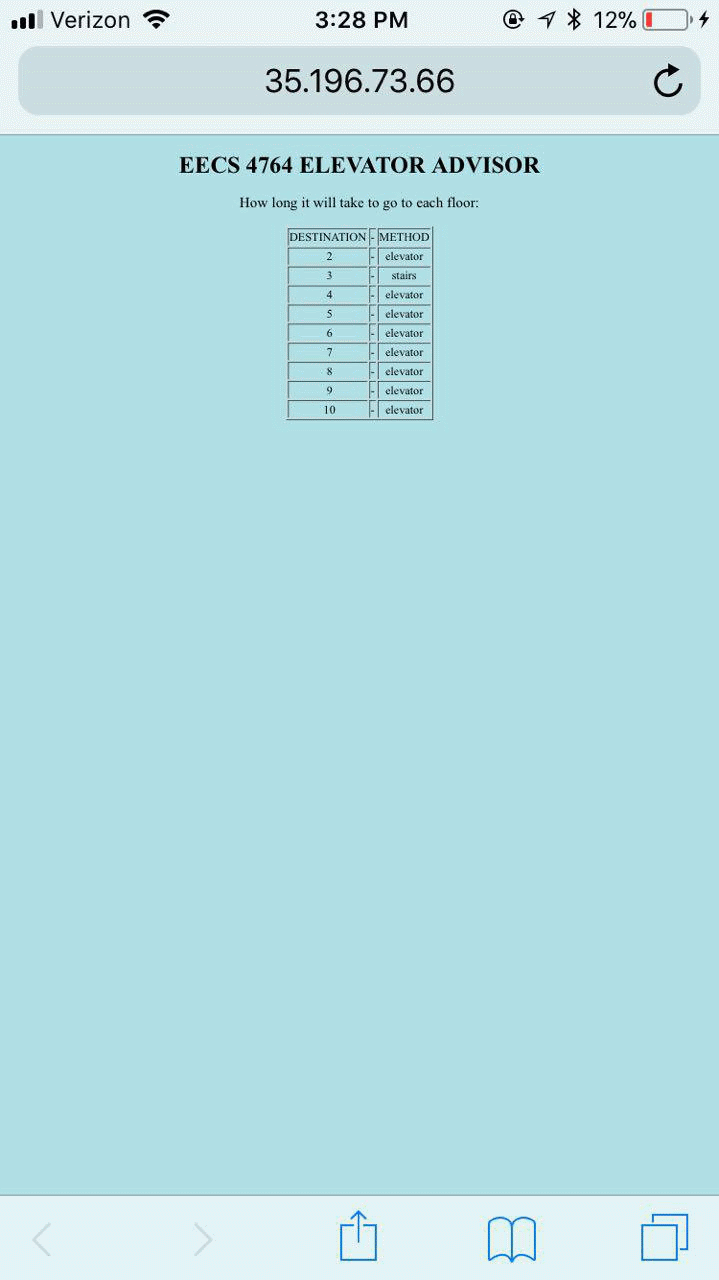 Verizon 3:28 PM 12%
35.196.73.66
EECS 4764 ELEVATOR ADVISOR
How long it will take to go to each floor:
DESTINATION - METHOD
2 - elevator
3 - stairs
4 - elevator
5 - elevator
6 - elevator
7 - elevator
8 - elevator
9 - elevator
10 - elevator